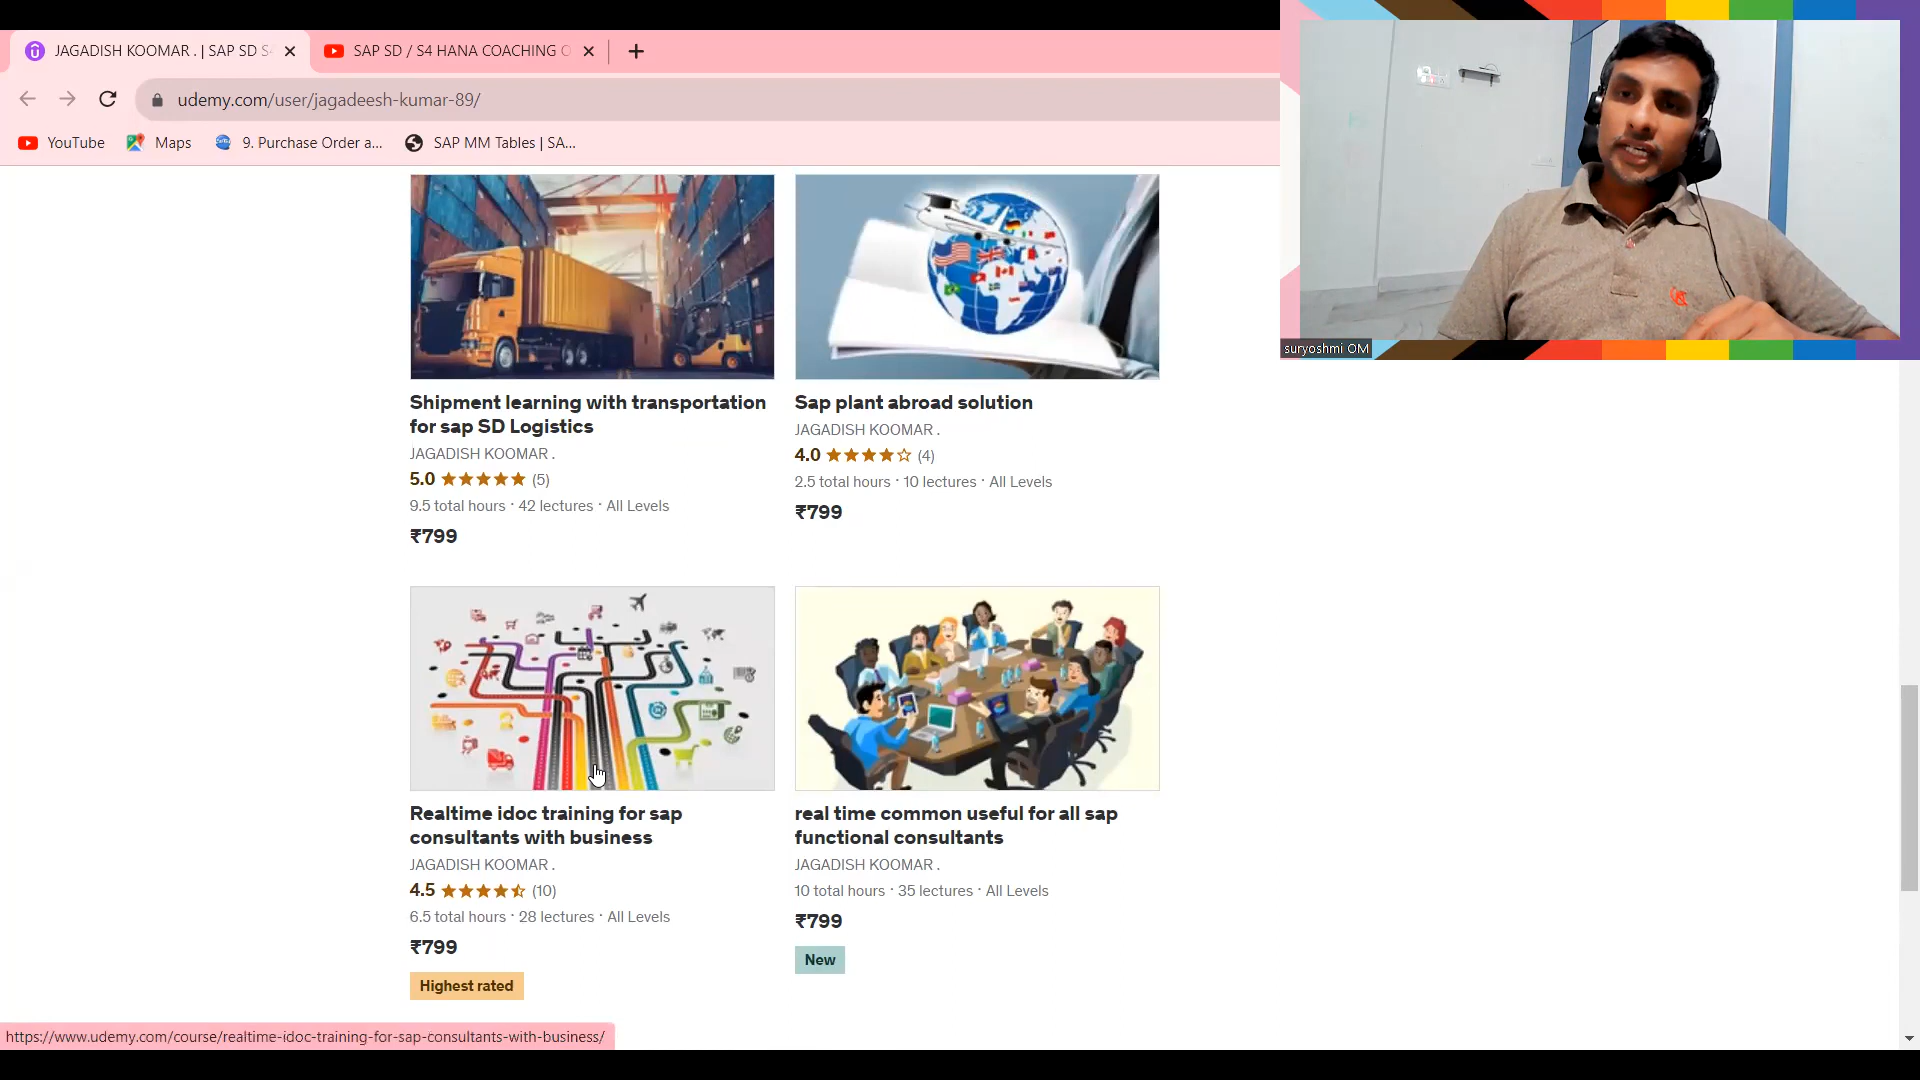 JAGADISH KOOMAR . | SAP SD S
SAP SD / S4 HANA COACHING O
udemy.com/user/jagadeesh-kumar-89/
YouTube
Maps
9. Purchase Order a...
SAP MM Tables | SA...
suryoshmi OM
Shipment learning with transportation
for sap SD Logistics
JAGADISH KOOMAR .
5.0 (5)
9.5 total hours · 42 lectures · All Levels
₹799
Sap plant abroad solution
JAGADISH KOOMAR .
4.0 (4)
2.5 total hours · 10 lectures · All Levels
₹799
Realtime idoc training for sap
consultants with business
JAGADISH KOOMAR .
4.5 (10)
6.5 total hours · 28 lectures · All Levels
₹799
Highest rated
real time common useful for all sap
functional consultants
JAGADISH KOOMAR .
10 total hours · 35 lectures · All Levels
₹799
New
https://www.udemy.com/course/realtime-idoc-training-for-sap-consultants-with-business/